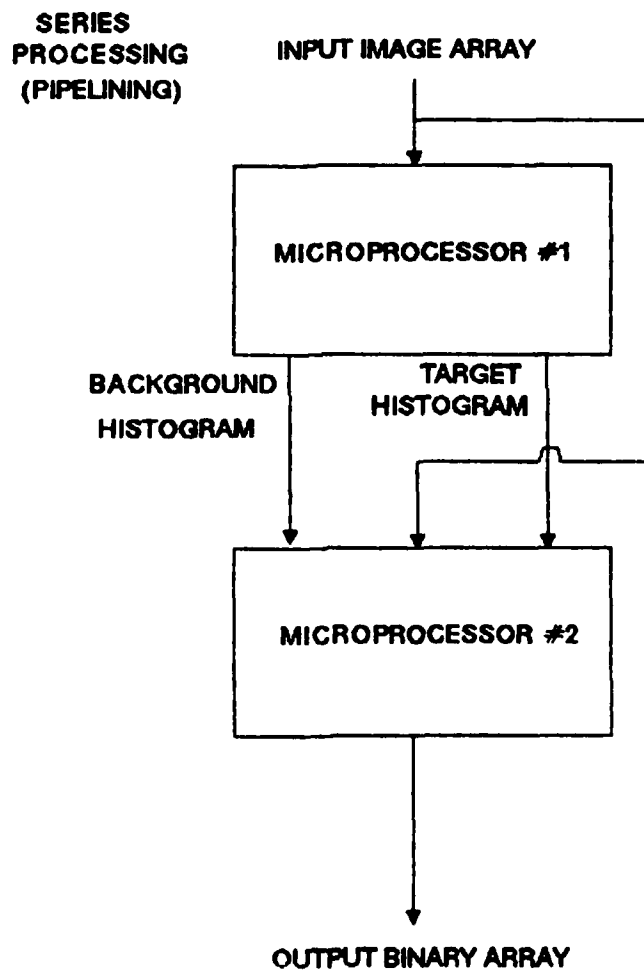 SERIES
PROCESSING
(PIPELINING)
INPUT IMAGE ARRAY
MICROPROCESSOR #1
BACKGROUND
HISTOGRAM
TARGET
HISTOGRAM
MICROPROCESSOR #2
OUTPUT BINARY ARRAY